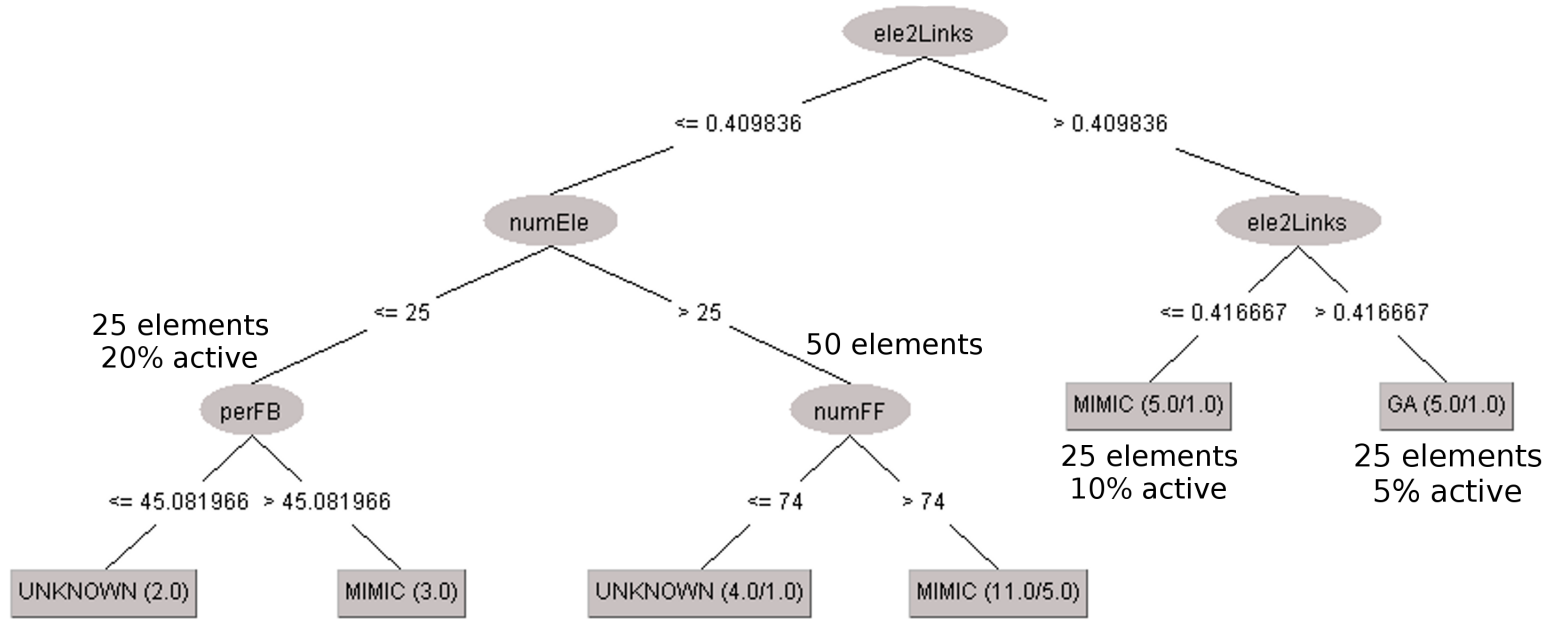 ele2Links
<= 0.409836
> 0.409836
numEle
ele2Links
<= 25
> 25
<= 0.416667
> 0.416667
25 elements
20% active
50 elements
perFB
numFF
MIMIC (5.0/1.0)
GA (5.0/1.0)
25 elements
10% active
25 elements
5% active
<= 45.081966
> 45.081966
<= 74
> 74
UNKNOWN (2.0)
MIMIC (3.0)
UNKNOWN (4.0/1.0)
MIMIC (11.0/5.0)